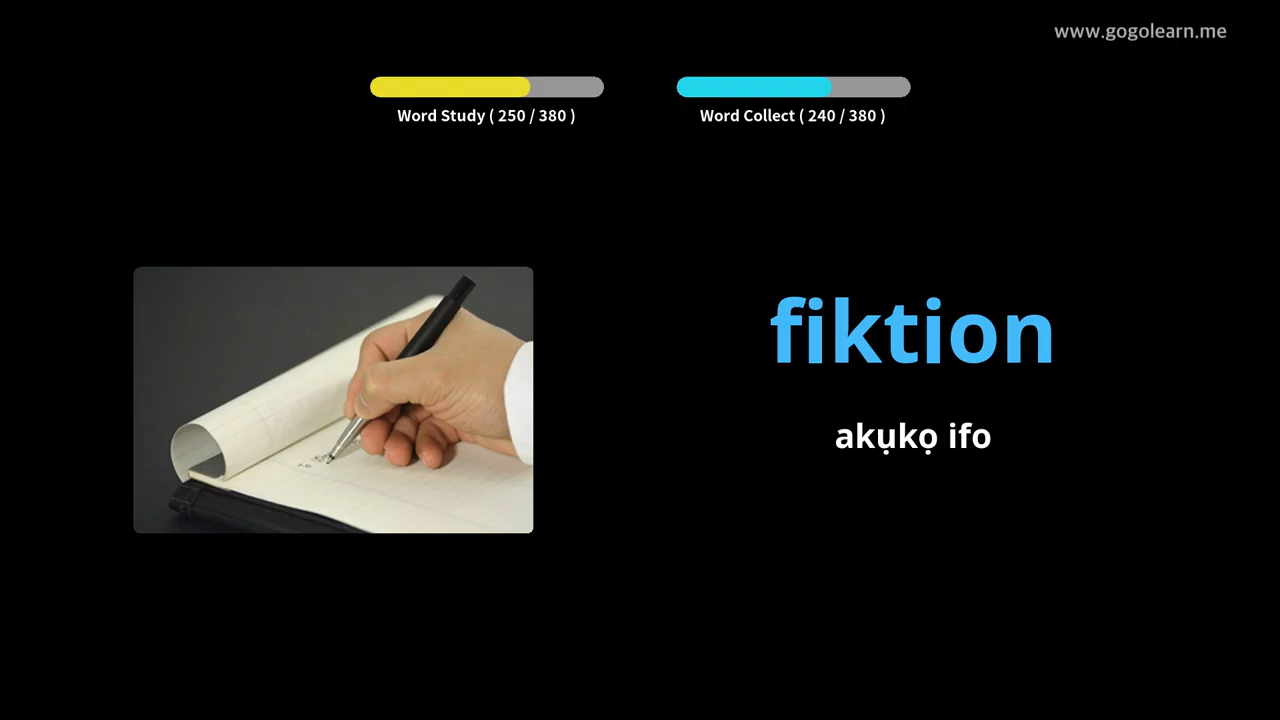 www.gogolearn.me
Word Study ( 250 / 380 )
Word Collect ( 240 / 380 )
fiktion
akụkọ ifo